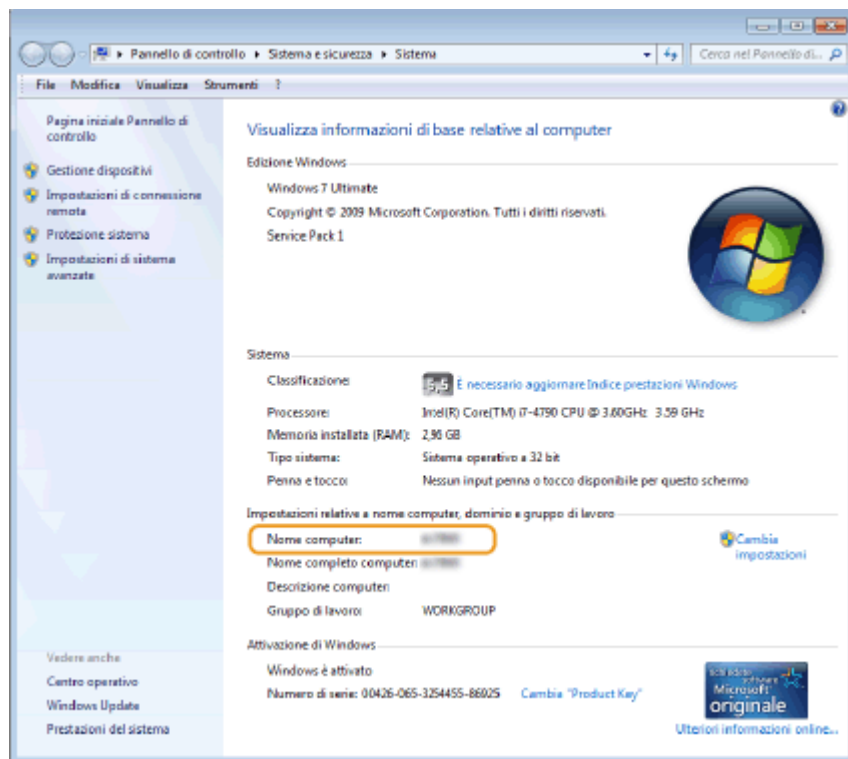 Pannello di controllo Sistema e sicurezza Sistema
Cerca nel Pannello di...
File Modifica Visualizza Strumenti ?
Pagina iniziale Pannello di
controllo
Gestione dispositivi
Impostazioni di connessione
remota
Protezione sistema
Impostazioni di sistema
avanzate
Visualizza informazioni di base relative al computer
Edizione Windows
Windows 7 Ultimate
Copyright © 2009 Microsoft Corporation. Tutti i diritti riservati.
Service Pack 1
Sistema
Classificazione: 5,5 È necessario aggiornare Indice prestazioni Windows
Processore: Intel(R) Core(TM) i7-4790 CPU @ 3.60GHz 3.59 GHz
Memoria installata (RAM): 2,96 GB
Tipo sistema: Sistema operativo a 32 bit
Penna e tocco: Nessun input penna o tocco disponibile per questo schermo
Impostazioni relative a nome computer, dominio e gruppo di lavoro
Nome computer:
Cambia
impostazioni
Nome completo computer:
Descrizione computer:
Gruppo di lavoro: WORKGROUP
Attivazione di Windows
Windows è attivato
Numero di serie: 00426-065-3254455-86925 Cambia "Product Key"
software
Microsoft
originale
Ulteriori informazioni online...
Vedere anche
Centro operativo
Windows Update
Prestazioni del sistema